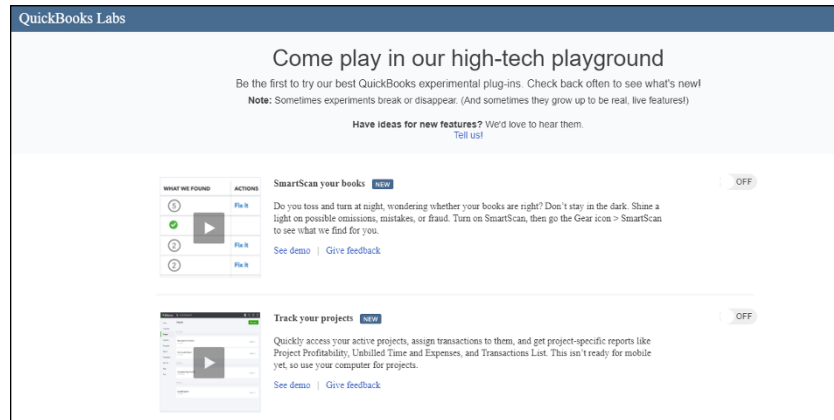 QuickBooks Labs
Come play in our high-tech playground
Be the first to try our best QuickBooks experimental plug-ins. Check back often to see what's new!
Note: Sometimes experiments break or disappear. (And sometimes they grow up to be real, live features!)
Have ideas for new features? We'd love to hear them.
Tell us!
WHAT WE FOUND ACTIONS
5 Fix It
2 Fix It
2 Fix It
SmartScan your books NEW
OFF
Do you toss and turn at night, wondering whether your books are right? Don't stay in the dark. Shine a
light on possible omissions, mistakes, or fraud. Turn on SmartScan, then go the Gear icon > SmartScan
to see what we find for you.
See demo | Give feedback
Track your projects NEW
OFF
Quickly access your active projects, assign transactions to them, and get project-specific reports like
Project Profitability, Unbilled Time and Expenses, and Transactions List. This isn't ready for mobile
yet, so use your computer for projects.
See demo | Give feedback